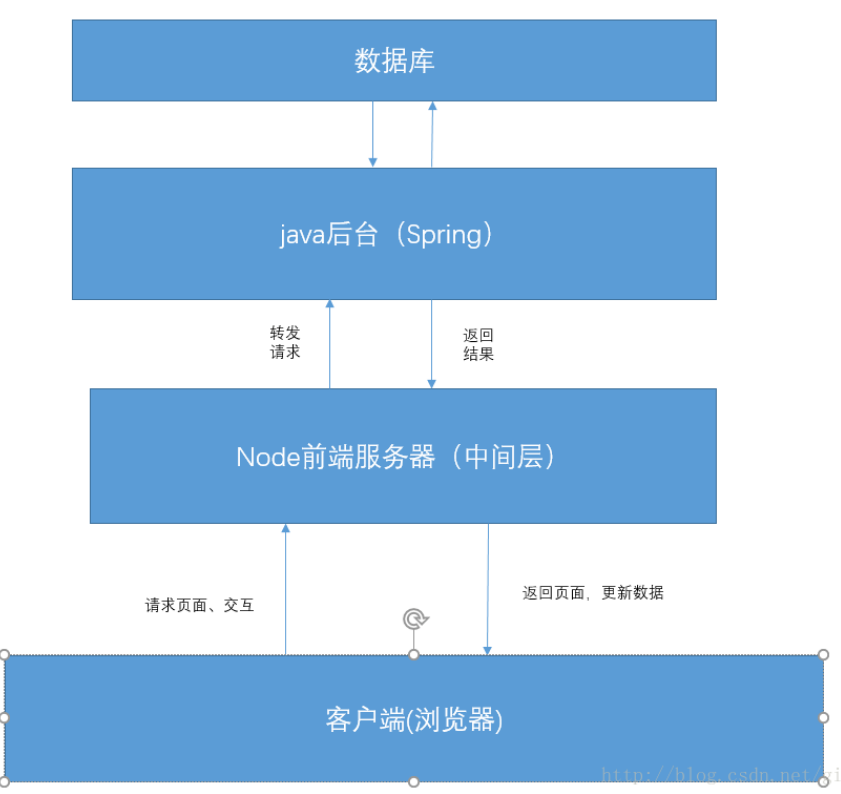 数据库
java后台（Spring）
转发
请求
返回
结果
Node前端服务器（中间层）
请求页面、交互
返回页面，更新数据
客户端(浏览器)
http://blog.csdn.net/